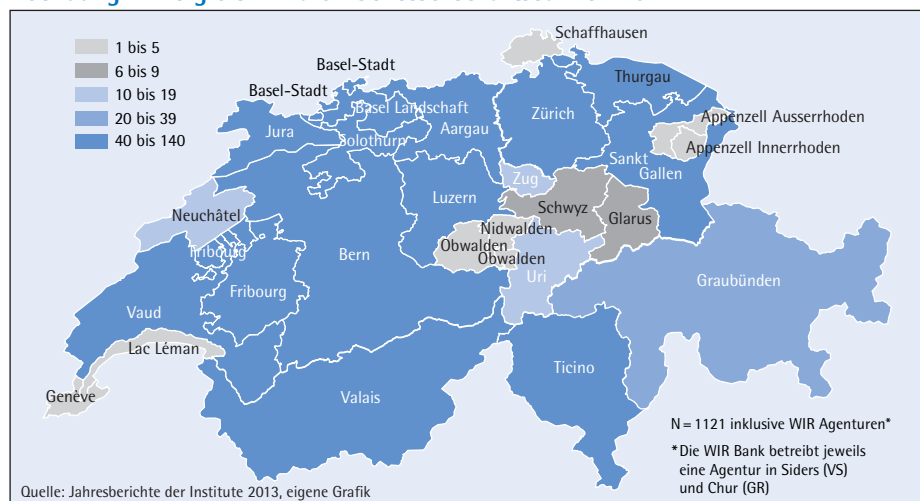 1 bis 5
6 bis 9
10 bis 19
20 bis 39
40 bis 140
Schaffhausen
Basel-Stadt
Thurgau
Basel-Stadt
Basel Landschaft
Zürich
Appenzell Ausserrhoden
Jura
Aargau
Solothurn
Appenzell Innerrhoden
Sankt
Gallen
Zug
Luzern
Schwyz
Neuchâtel
Glarus
Nidwalden
Obwalden
Fribourg
Bern
Obwalden
Uri
Graubünden
Fribourg
Vaud
Lac Léman
Ticino
Genève
Valais
N = 1121 inklusive WIR Agenturen*
*Die WIR Bank betreibt jeweils
eine Agentur in Siders (VS)
und Chur (GR)
Quelle: Jahresberichte der Institute 2013, eigene Grafik